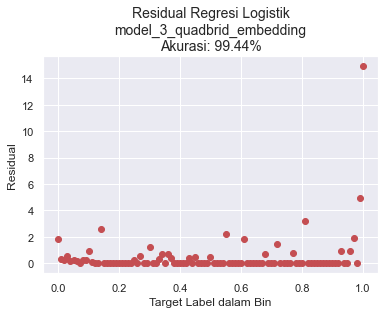 Residual Regresi Logistik
model_3_quadbrid_embedding
Akurasi: 99.44%
14
12
10
8
6
4
2
0
Residual
0.0 0.2 0.4 0.6 0.8 1.0
Target Label dalam Bin